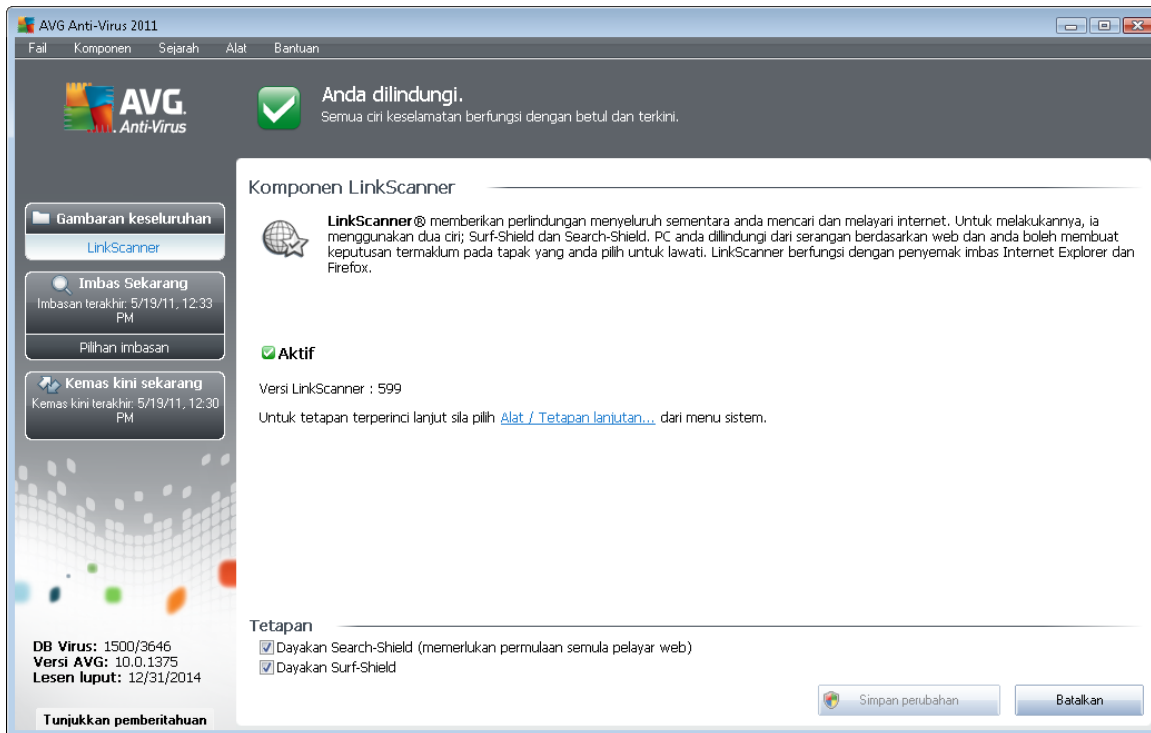 AVG Anti-Virus 2011
Fail Komponen Sejarah Alat Bantuan
AVG.
Anti-Virus
Anda dilindungi.
Semua ciri keselamatan berfungsi dengan betul dan terkini.
Gambaran keseluruhan
LinkScanner
Imbas Sekarang
Imbasan terakhir: 5/19/11, 12:33
PM
Pilihan imbasan
Kemas kini sekarang
Kemas kini terakhir: 5/19/11, 12:30
PM
DB Virus: 1500/3646
Versi AVG: 10.0.1375
Lesen luput: 12/31/2014
Tunjukkan pemberitahuan
Komponen LinkScanner
LinkScanner® memberikan perlindungan menyeluruh sementara anda mencari dan melayari internet. Untuk melakukannya, ia
menggunakan dua ciri; Surf-Shield dan Search-Shield. PC anda dillindungi dari serangan berdasarkan web dan anda boleh membuat
keputusan termaklum pada tapak yang anda pilih untuk lawati. LinkScanner berfungsi dengan penyemak imbas Internet Explorer dan
Firefox.
Aktif
Versi LinkScanner : 599
Untuk tetapan terperinci lanjut sila pilih Alat / Tetapan lanjutan... dari menu sistem.
Tetapan
Dayakan Search-Shield (memerlukan permulaan semula pelayar web)
Dayakan Surf-Shield
Simpan perubahan
Batalkan